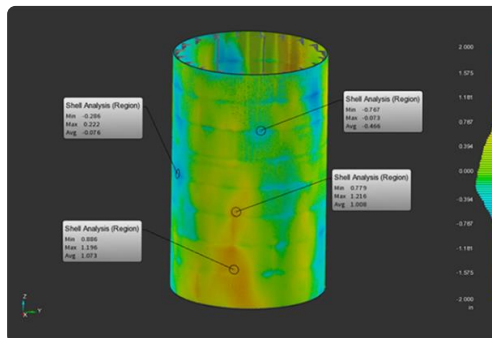 2.000
1.575
1.181
0.787
0.394
0.000
-0.394
-0.787
-1.181
-1.575
-2.000
in
Shell Analysis (Region)
Min -0.286
Max 0.222
Avg -0.076
Shell Analysis (Region)
Min -0.767
Max -0.073
Avg -0.466
Shell Analysis (Region)
Min 0.779
Max 1.216
Avg 1.008
Shell Analysis (Region)
Min 0.886
Max 1.196
Avg 1.073
Z
Y
X